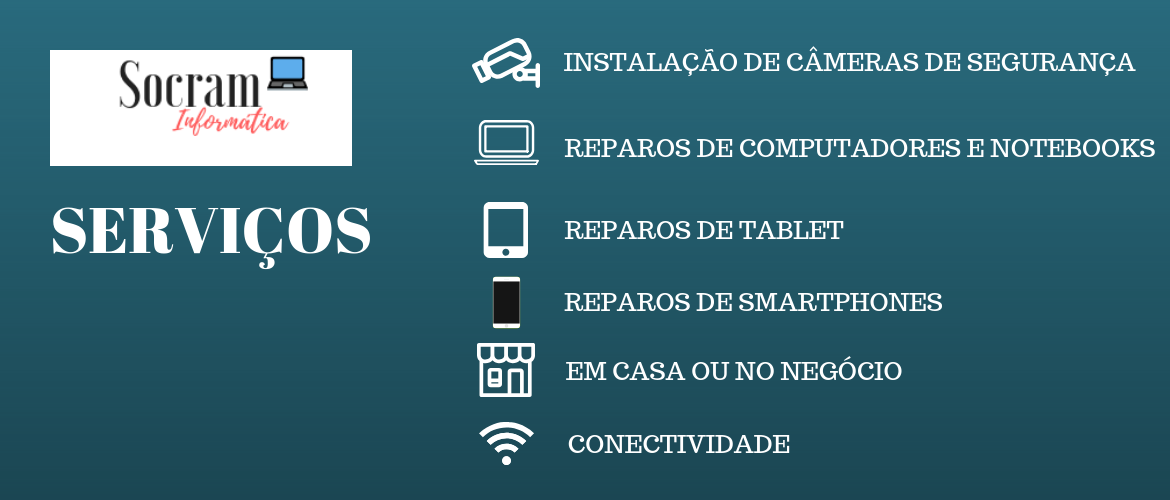 Socram
Informática
SERVIÇOS
INSTALAÇÃO DE CÂMERAS DE SEGURANÇA
REPAROS DE COMPUTADORES E NOTEBOOKS
REPAROS DE TABLET
REPAROS DE SMARTPHONES
EM CASA OU NO NEGÓCIO
CONECTIVIDADE